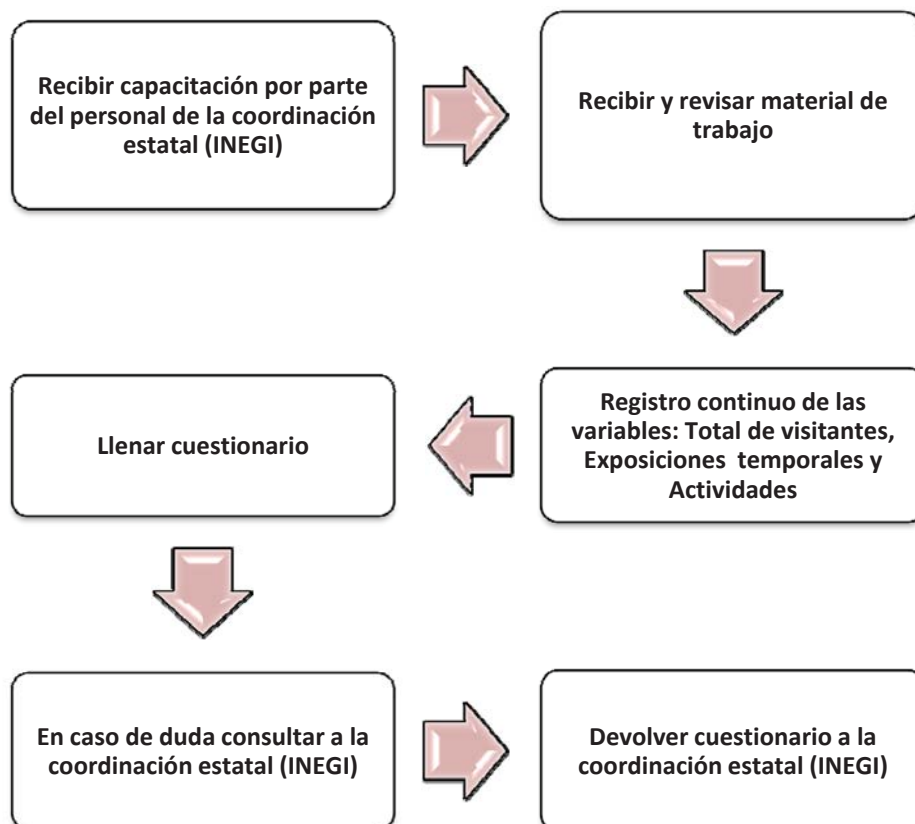 Recibir capacitación por parte
del personal de la coordinación
estatal (INEGI)
Recibir y revisar material de
trabajo
Registro continuo de las
variables: Total de visitantes,
Exposiciones temporales y
Actividades
Llenar cuestionario
En caso de duda consultar a la
coordinación estatal (INEGI)
Devolver cuestionario a la
coordinación estatal (INEGI)